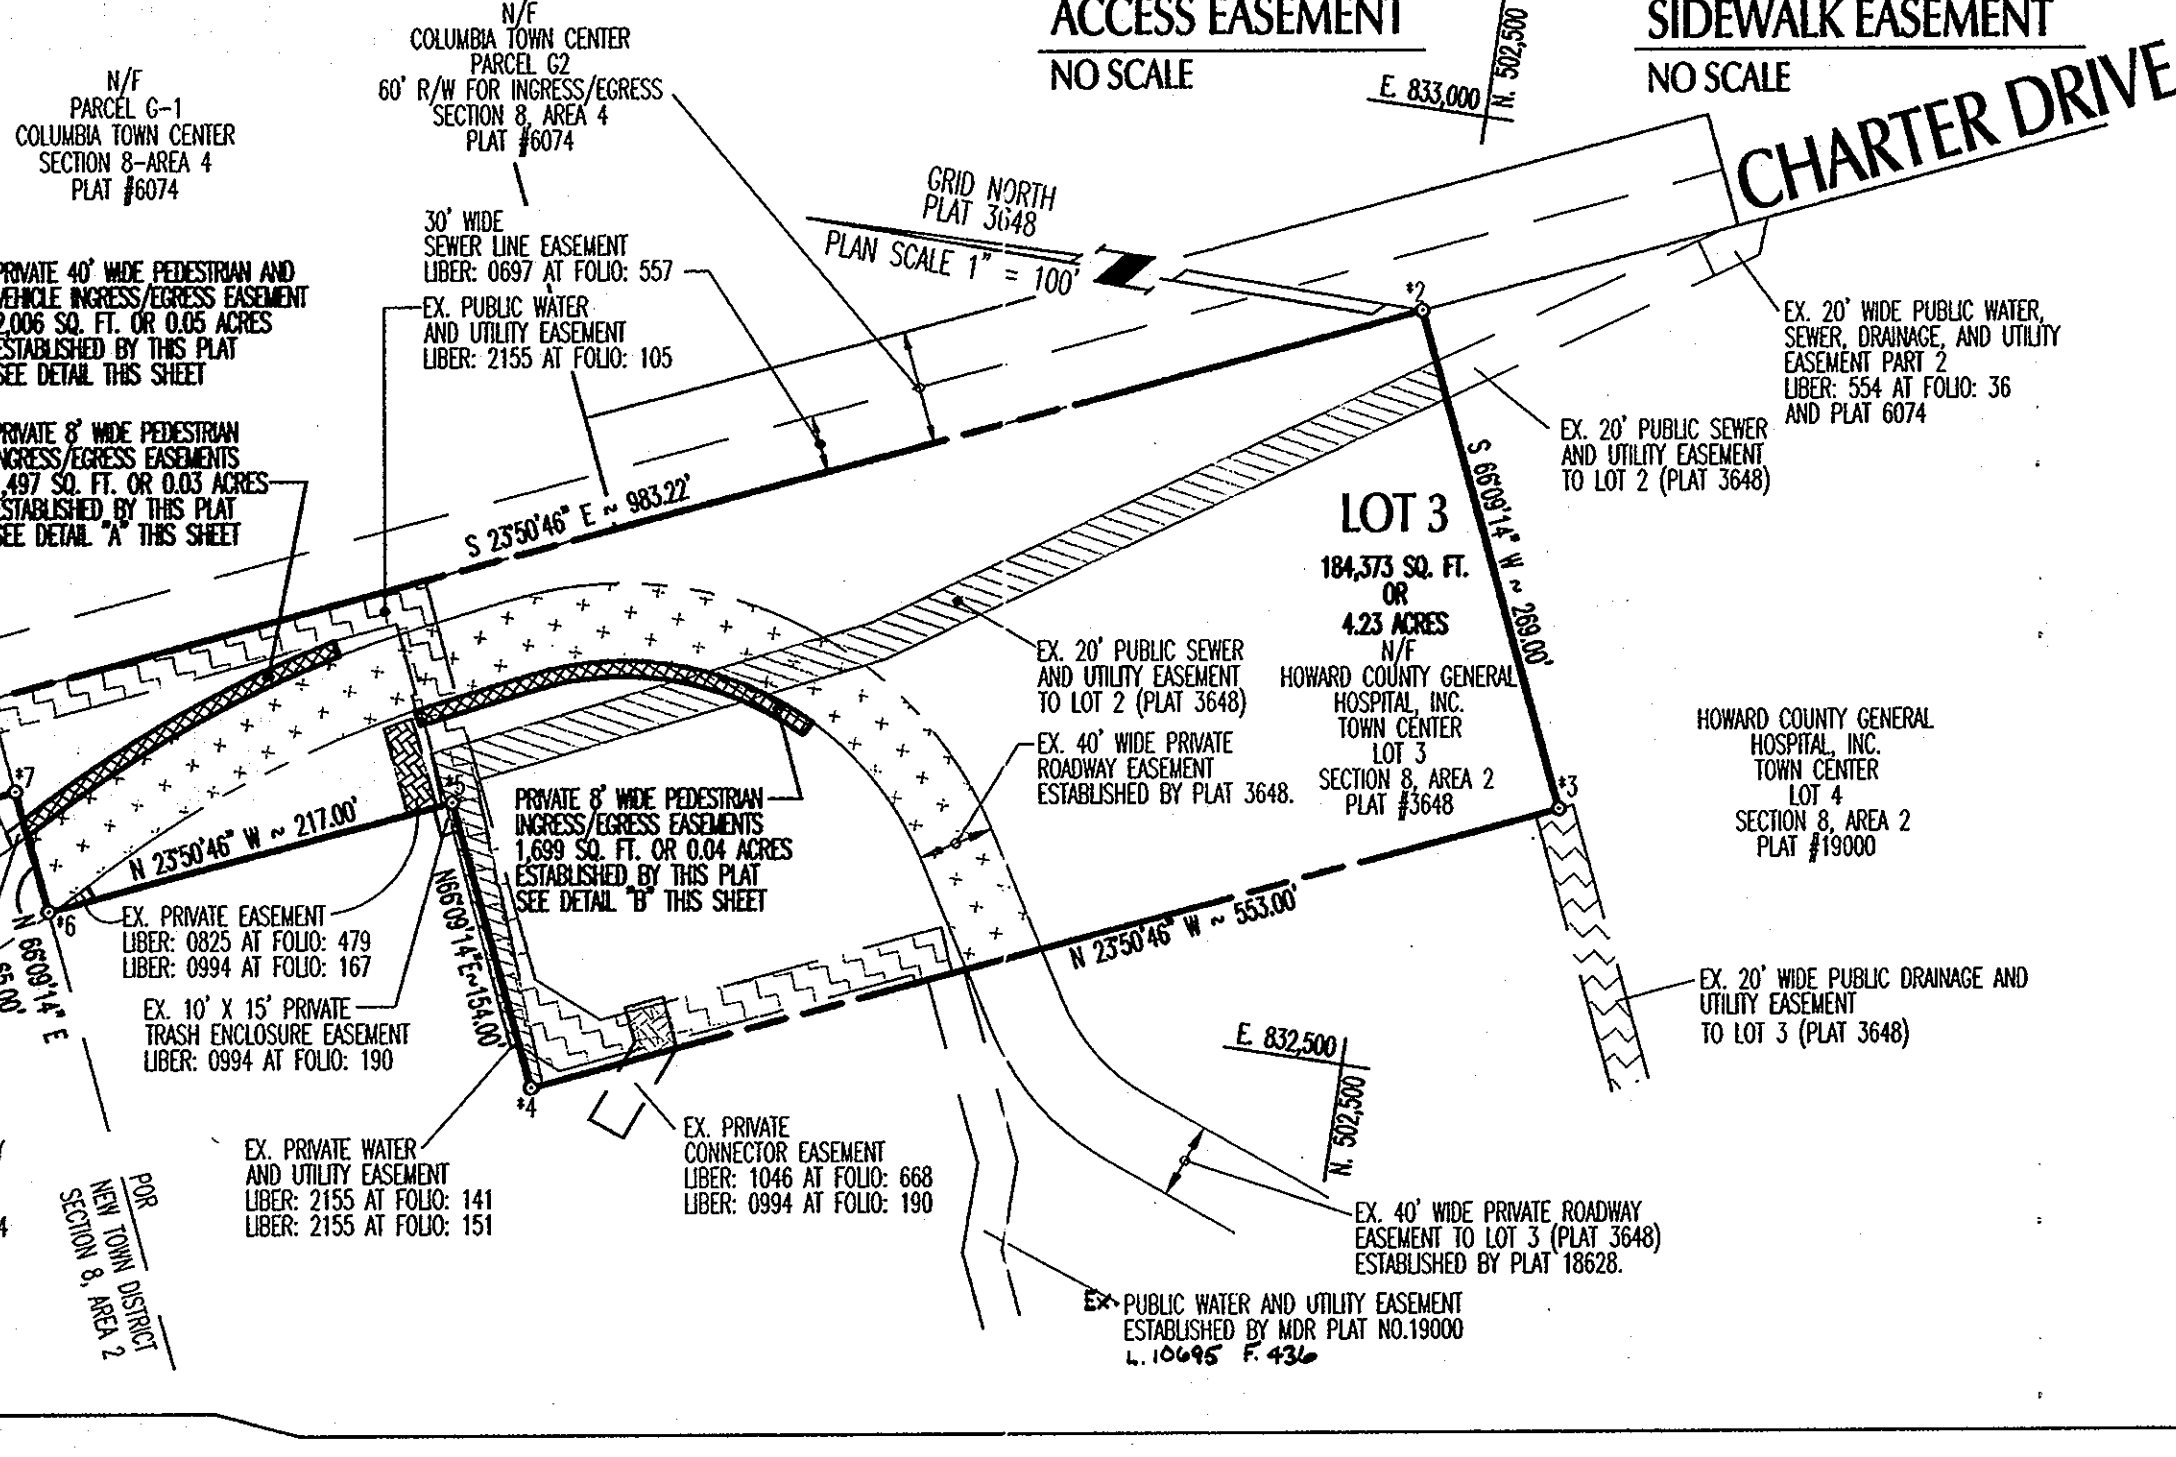 ACCESS EASEMENT
NO SCALE
SIDEWALK EASEMENT
NO SCALE
N/F
PARCEL G-1
COLUMBIA TOWN CENTER
SECTION 8-AREA 4
PLAT #6074
N/F
COLUMBIA TOWN CENTER
PARCEL G2
60' R/W FOR INGRESS/EGRESS
SECTION 8, AREA 4
PLAT #6074
E. 833,000
N. 502,500
CHARTER DRIVE
GRID NORTH
PLAT 3648
PLAN SCALE 1" = 100'
30' WIDE
SEWER LINE EASEMENT
LIBER: 0697 AT FOLIO: 557
EX. PUBLIC WATER
AND UTILITY EASEMENT
LIBER: 2155 AT FOLIO: 105
PRIVATE 40' WIDE PEDESTRIAN AND
VEHICLE INGRESS/EGRESS EASEMENT
2,006 SQ. FT. OR 0.05 ACRES
ESTABLISHED BY THIS PLAT
SEE DETAIL THIS SHEET
PRIVATE 8' WIDE PEDESTRIAN
INGRESS/EGRESS EASEMENTS
,497 SQ. FT. OR 0.03 ACRES
ESTABLISHED BY THIS PLAT
SEE DETAIL "A" THIS SHEET
*2
EX. 20' WIDE PUBLIC WATER,
SEWER, DRAINAGE, AND UTILITY
EASEMENT PART 2
LIBER: 554 AT FOLIO: 36
AND PLAT 6074
EX. 20' PUBLIC SEWER
AND UTILITY EASEMENT
TO LOT 2 (PLAT 3648)
S 23°50'46" E ~ 983.22'
S 66°09'14" W ~ 269.00'
LOT 3
184,373 SQ. FT.
OR
4.23 ACRES
N/F
HOWARD COUNTY GENERAL
HOSPITAL, INC.
TOWN CENTER
LOT 3
SECTION 8, AREA 2
PLAT #3648
EX. 20' PUBLIC SEWER
AND UTILITY EASEMENT
TO LOT 2 (PLAT 3648)
EX. 40' WIDE PRIVATE
ROADWAY EASEMENT
ESTABLISHED BY PLAT 3648.
HOWARD COUNTY GENERAL
HOSPITAL, INC.
TOWN CENTER
LOT 4
SECTION 8, AREA 2
PLAT #19000
*3
*7
*5
PRIVATE 8' WIDE PEDESTRIAN
INGRESS/EGRESS EASEMENTS
1,699 SQ. FT. OR 0.04 ACRES
ESTABLISHED BY THIS PLAT
SEE DETAIL "B" THIS SHEET
N 23°50'46" W ~ 217.00'
N66°09'14"E~154.00'
N 23°50'46" W ~ 553.00'
*6
N 66°09'14" E
65.00'
EX. PRIVATE EASEMENT
LIBER: 0825 AT FOLIO: 479
LIBER: 0994 AT FOLIO: 167
EX. 10' X 15' PRIVATE
TRASH ENCLOSURE EASEMENT
LIBER: 0994 AT FOLIO: 190
EX. 20' WIDE PUBLIC DRAINAGE AND
UTILITY EASEMENT
TO LOT 3 (PLAT 3648)
*4
E. 832,500
N. 502,500
EX. PRIVATE WATER
AND UTILITY EASEMENT
LIBER: 2155 AT FOLIO: 141
LIBER: 2155 AT FOLIO: 151
EX. PRIVATE
CONNECTOR EASEMENT
LIBER: 1046 AT FOLIO: 668
LIBER: 0994 AT FOLIO: 190
POR
NEW TOWN DISTRICT
SECTION 8, AREA 2
EX. 40' WIDE PRIVATE ROADWAY
EASEMENT TO LOT 3 (PLAT 3648)
ESTABLISHED BY PLAT 18628.
EX. PUBLIC WATER AND UTILITY EASEMENT
ESTABLISHED BY MDR PLAT NO.19000
L. 10695 F. 436